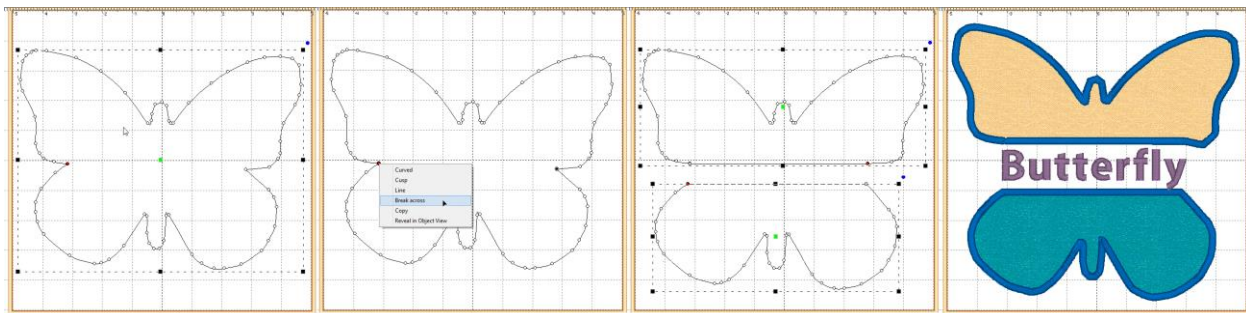 Curved
Cusp
Line
Break across
Copy
Reveal in Object View
Butterfly